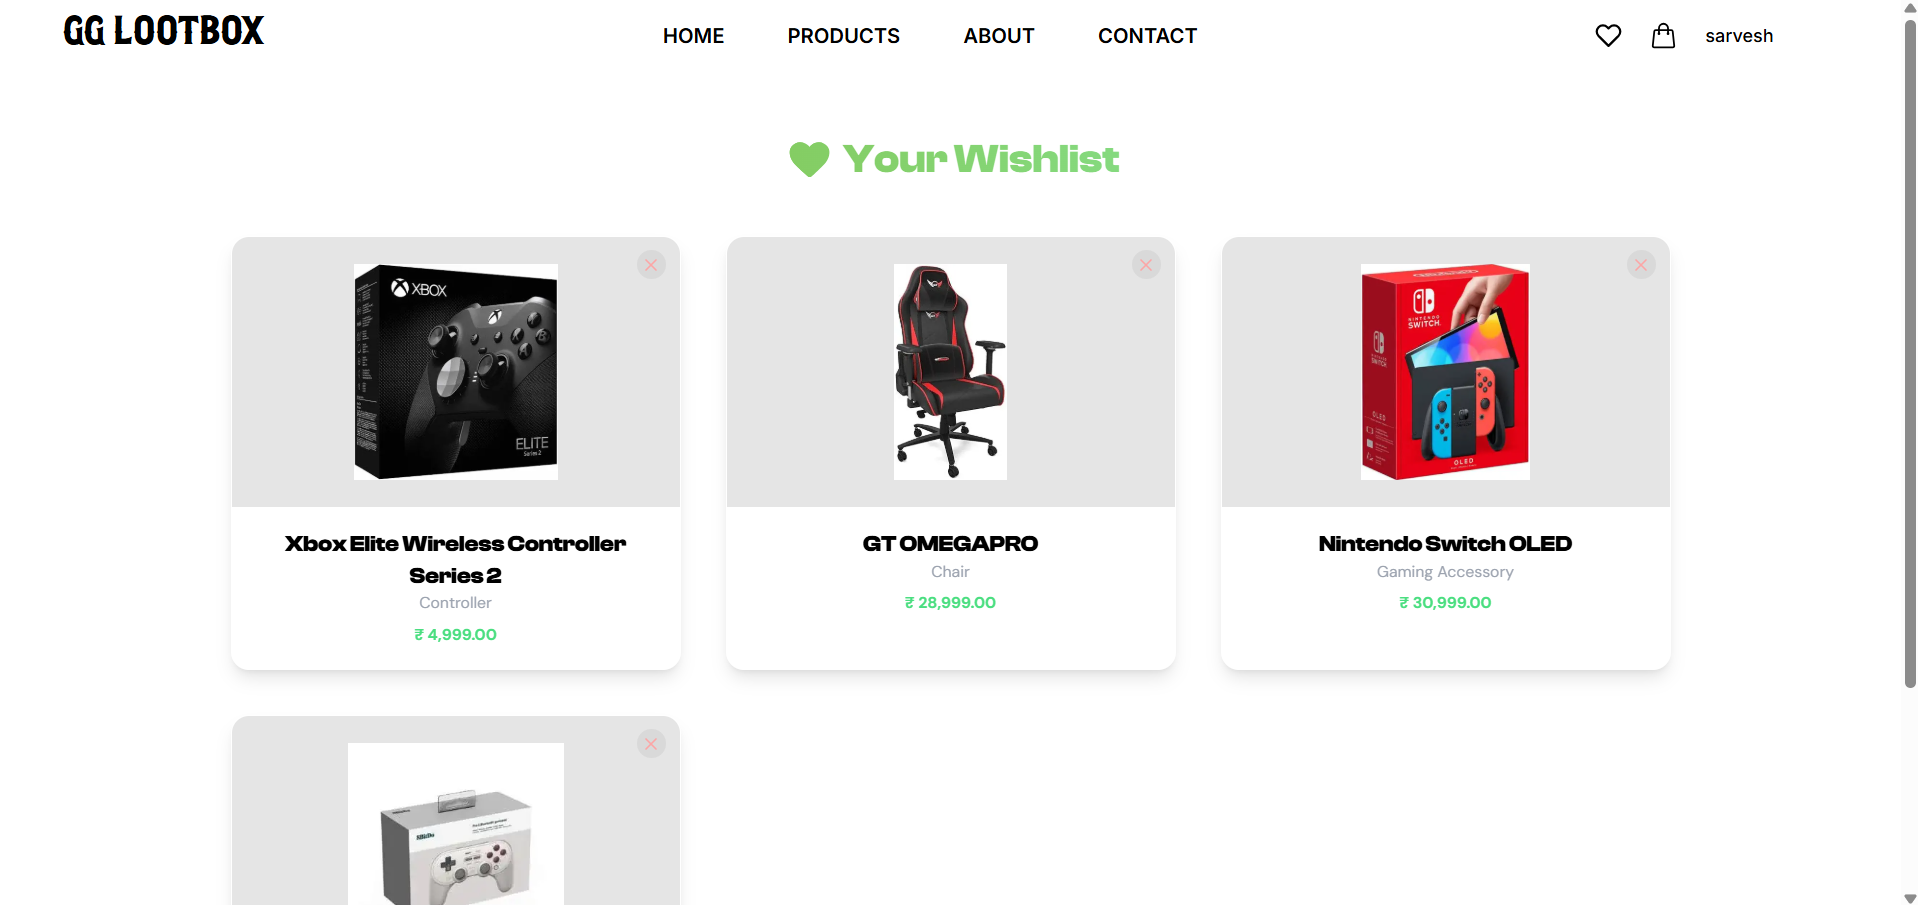 GG LOOTBOX
HOME PRODUCTS ABOUT CONTACT
sarvesh
Your Wishlist
XBOX
ELITE
Series 2
Xbox Elite Wireless Controller
Series 2
Controller
₹ 4,999.00
GT OMEGAPRO
Chair
₹ 28,999.00
NINTENDO
SWITCH
OLED
OLED
Nintendo Switch OLED
Gaming Accessory
₹ 30,999.00
8BitDo